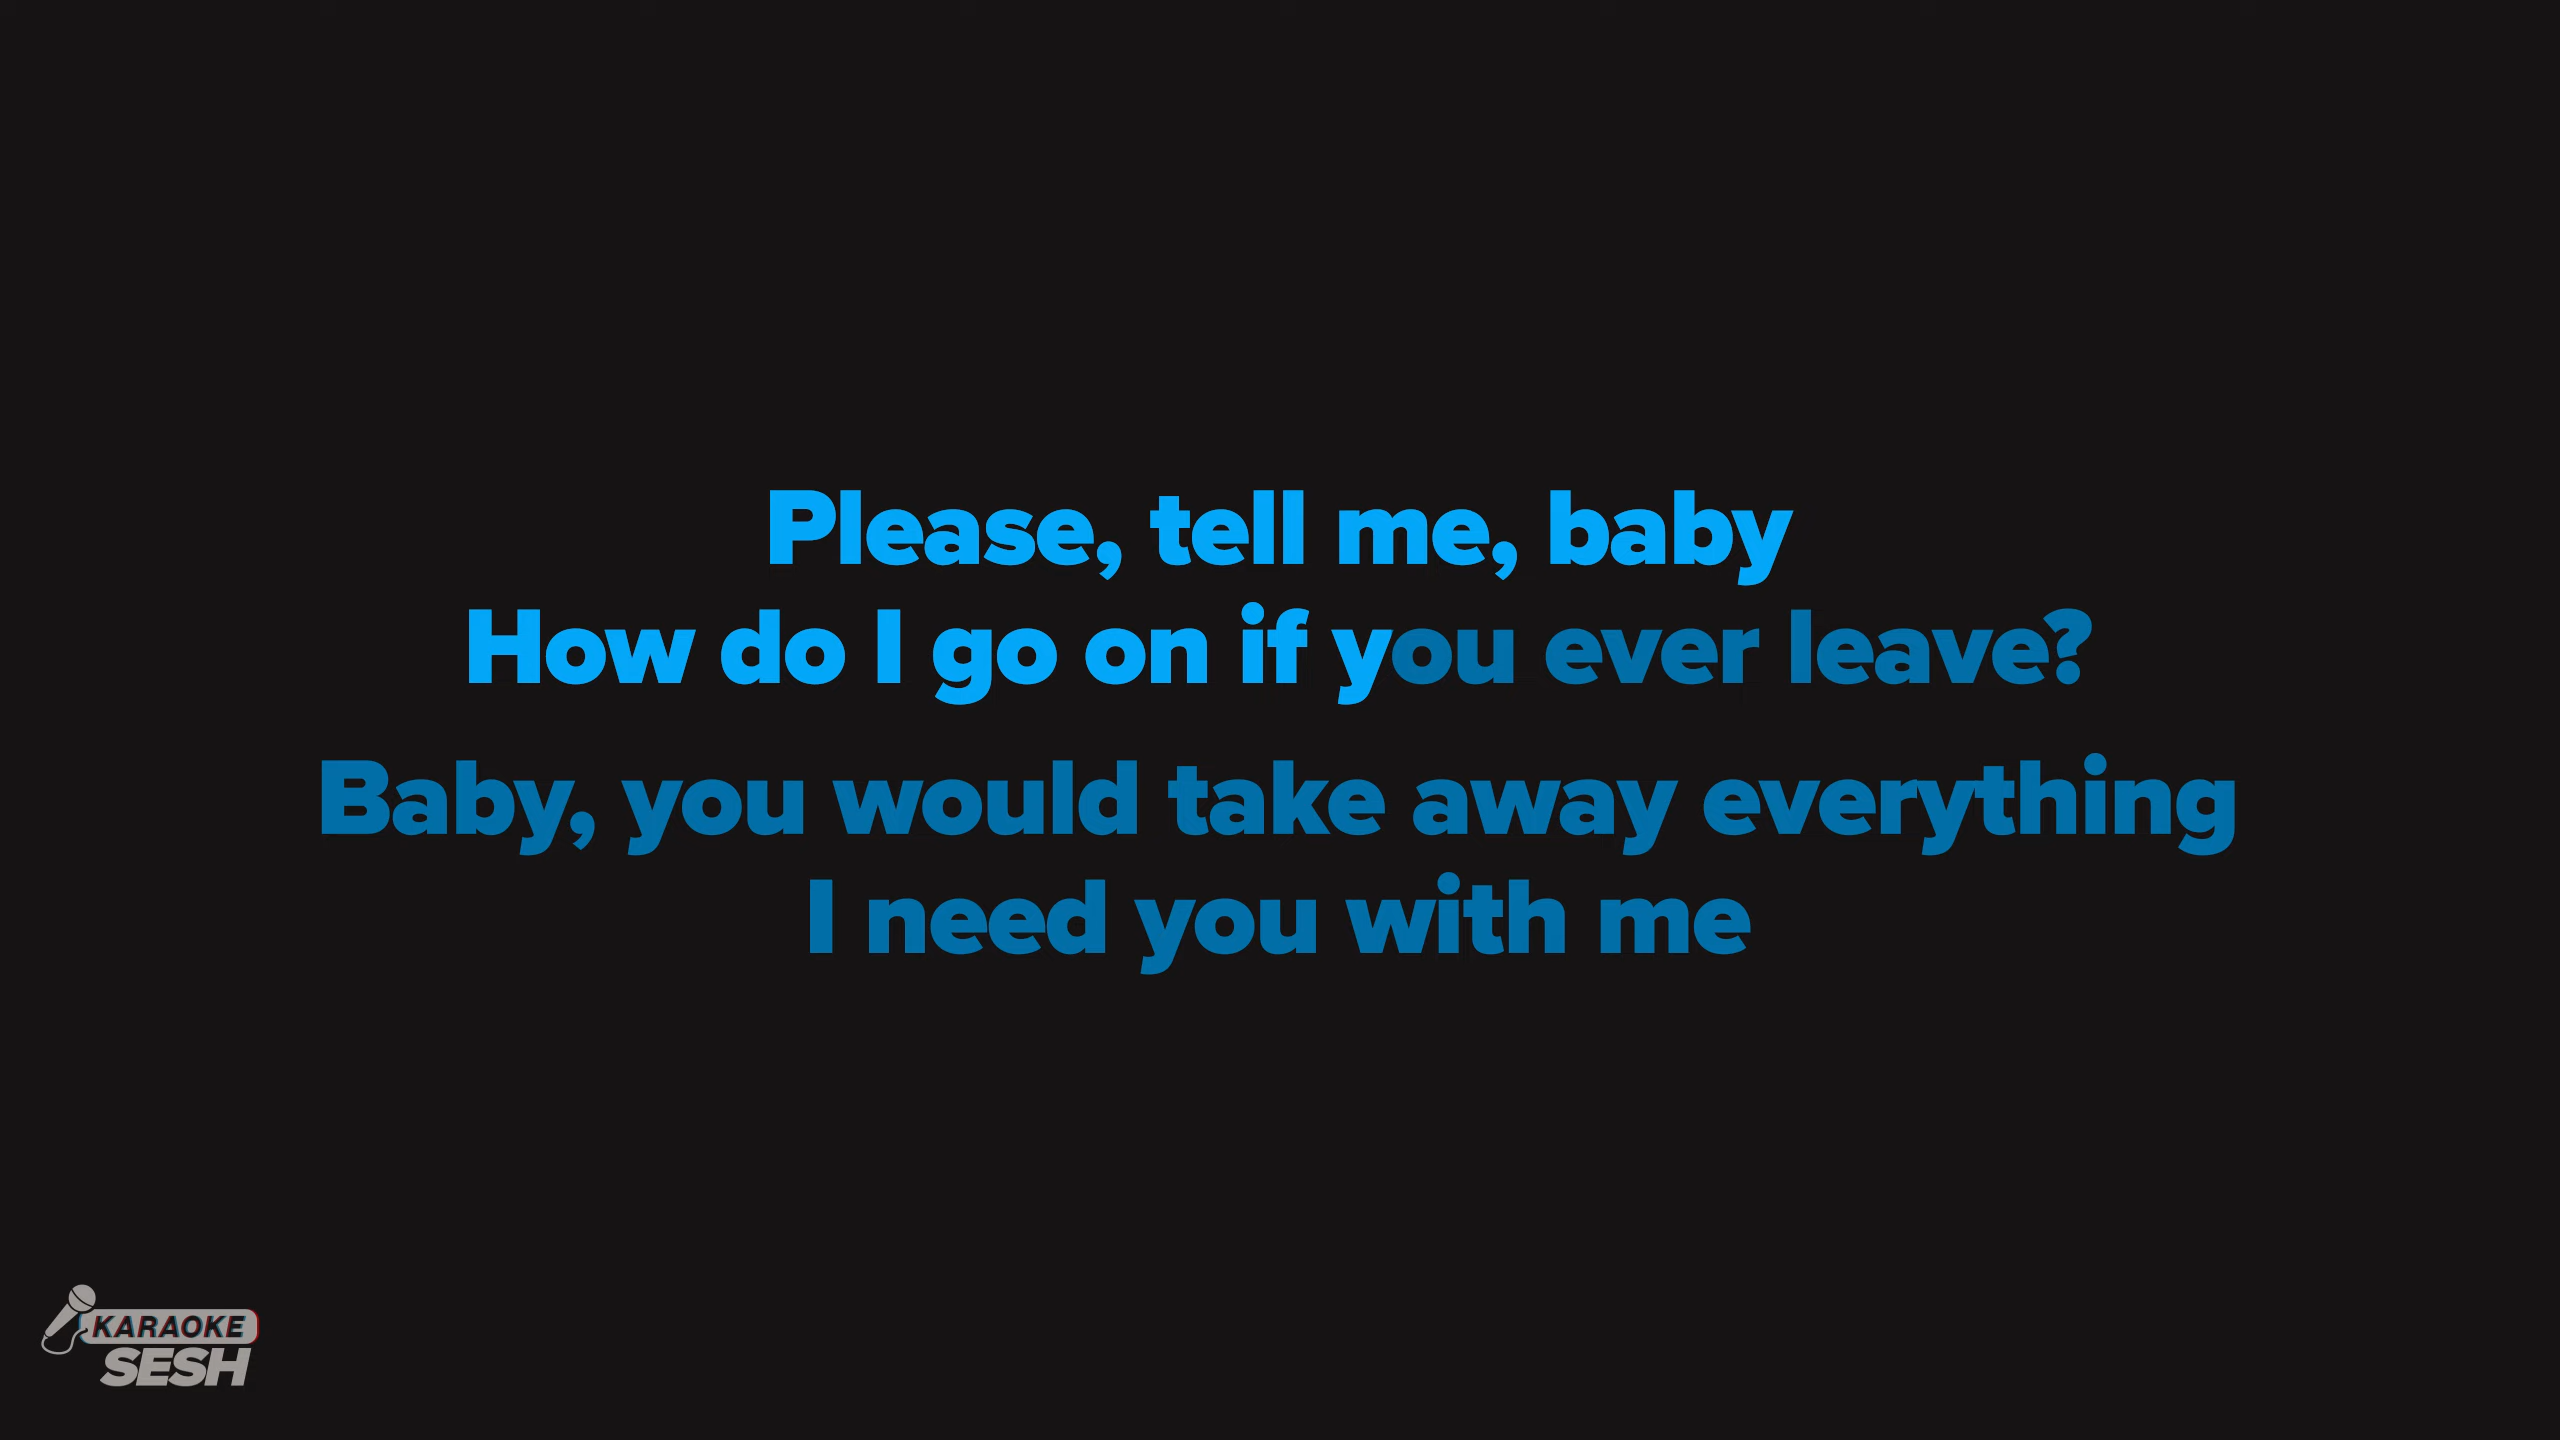 Please, tell me, baby
How do I go on if you ever leave?
Baby, you would take away everything
I need you with me
KARAOKE
SESH